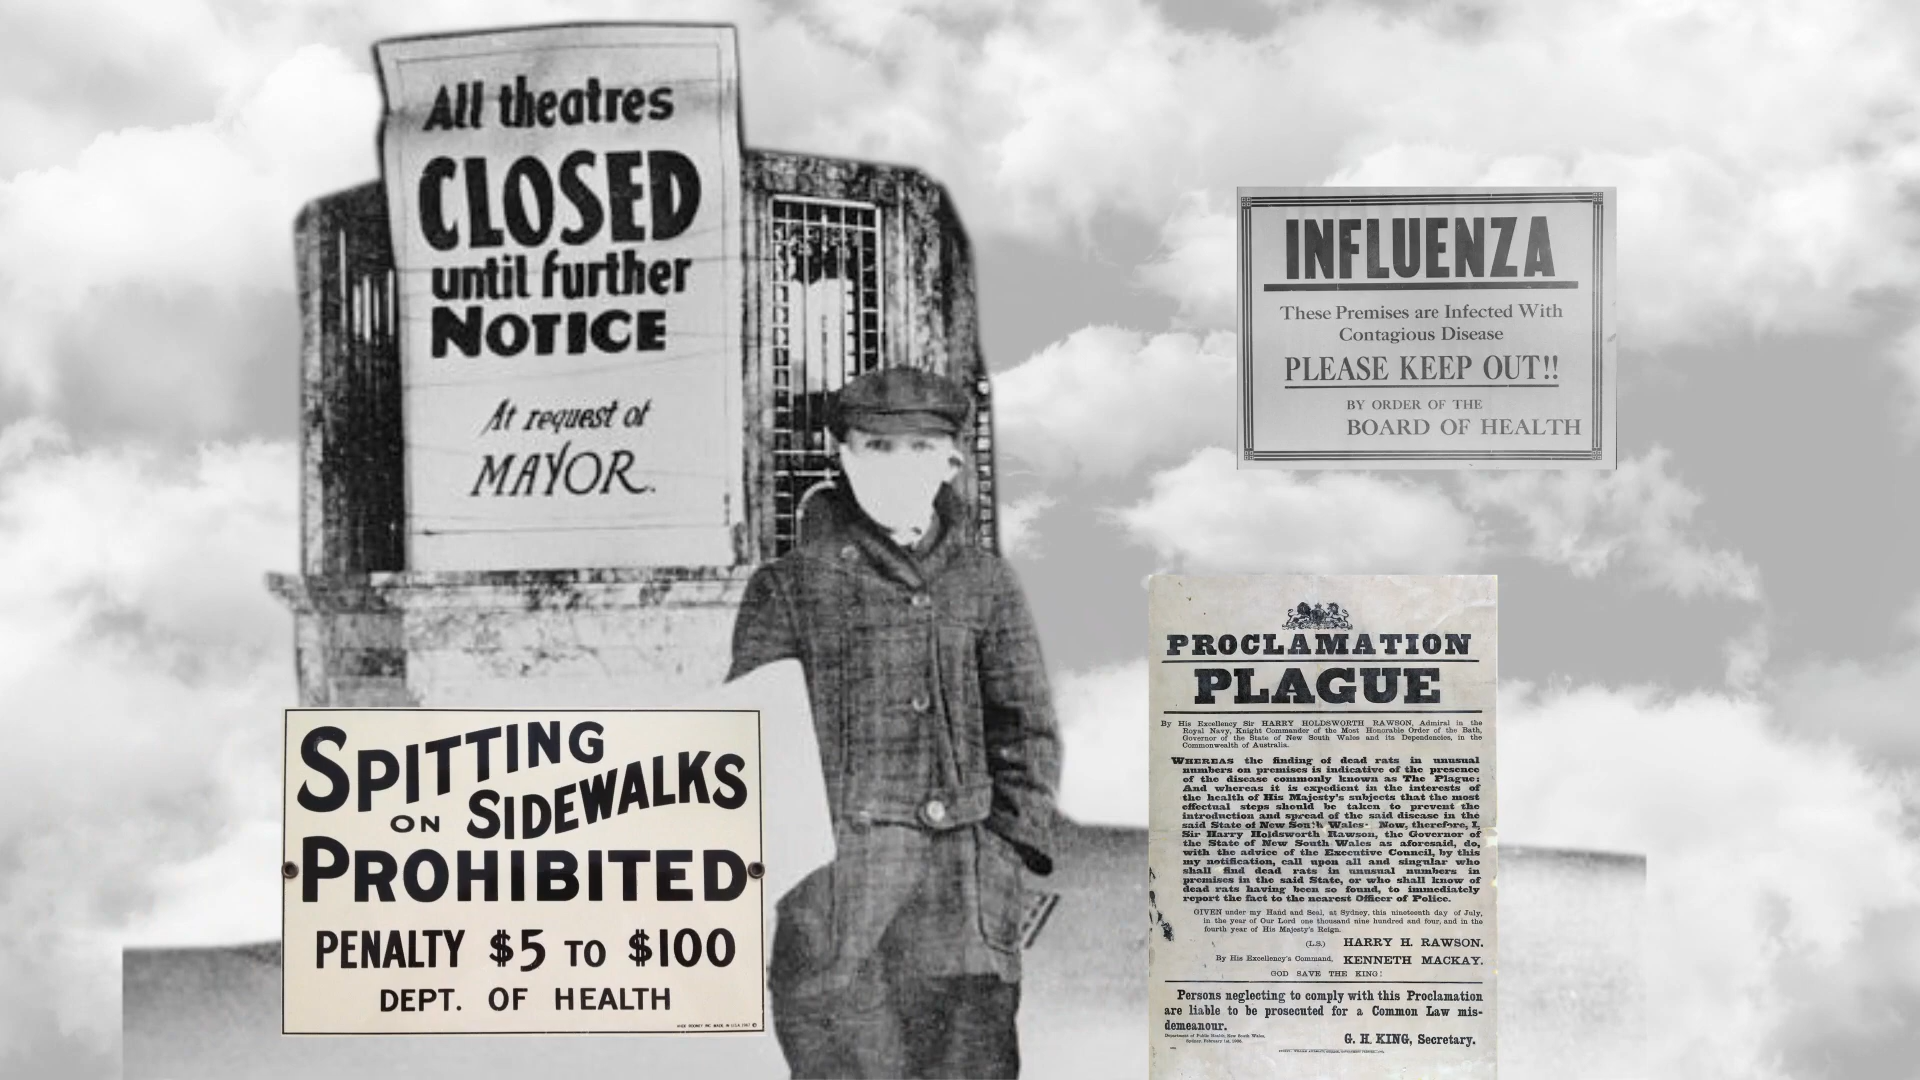 All theatres
CLOSED
until further
NOTICE
At request of
MAYOR.
INFLUENZA
These Premises are Infected With
Contagious Disease
PLEASE KEEP OUT!!
BY ORDER OF THE
BOARD OF HEALTH
SPITTING
ON SIDEWALKS
PROHIBITED
PENALTY $5 TO $100
DEPT. OF HEALTH
PROCLAMATION
PLAGUE
By His Excellency Sir HARRY HOLDSWORTH RAWSON, Admiral in the
Royal Navy, Knight Commander of the Most Honorable Order of the Bath,
Governor of the State of New South Wales and its Dependencies, in the
Commonwealth of Australia.
WHEREAS the finding of dead rats in unusual
numbers on premises is indicative of the presence
of the disease commonly known as The Plague:
And whereas it is expedient in the interests of
the health of His Majesty's subjects that the most
effectual steps should be taken to prevent the
introduction and spread of the said disease in the
said State of New South Wales- Now, therefore, I,
Sir Harry Holdsworth Rawson, the Governor of
the State of New South Wales as aforesaid, do,
with the advice of the Executive Council, by this
my notification, call upon all and singular who
shall find dead rats in unusual numbers in
premises in the said State, or who shall know of
dead rats having been so found, to immediately
report the fact to the nearest Officer of Police.
GIVEN under my Hand and Seal, at Sydney, this nineteenth day of July,
in the year of Our Lord one thousand nine hundred and four, and in the
fourth year of His Majesty's Reign.
(L.S.) HARRY H. RAWSON.
By His Excellency's Command, KENNETH MACKAY.
GOD SAVE THE KING!
Persons neglecting to comply with this Proclamation
are liable to be prosecuted for a Common Law mis-
demeanour.
G. H. KING, Secretary.
Department of Public Health, New South Wales,
Sydney, February 1st,